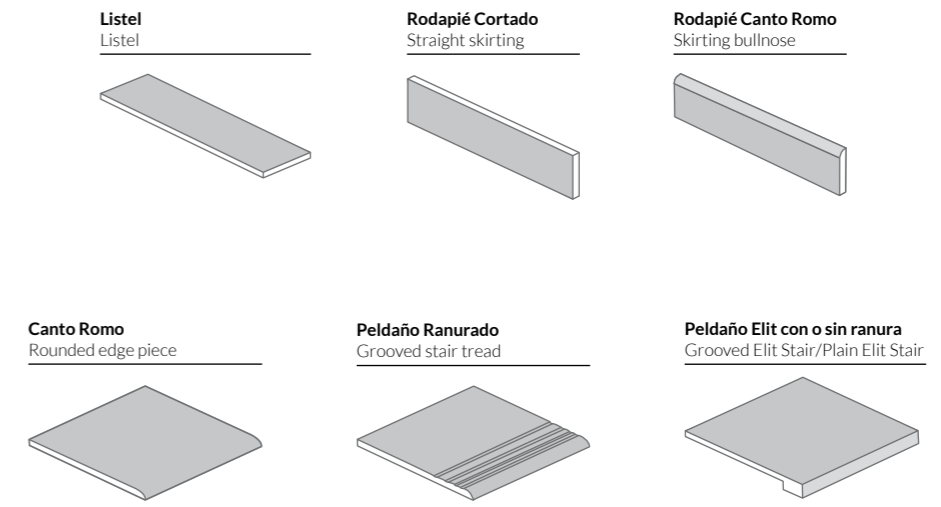 Listel
Listel
Rodapié Cortado
Straight skirting
Rodapié Canto Romo
Skirting bullnose
Canto Romo
Rounded edge piece
Peldaño Ranurado
Grooved stair tread
Peldaño Elit con o sin ranura
Grooved Elit Stair/Plain Elit Stair